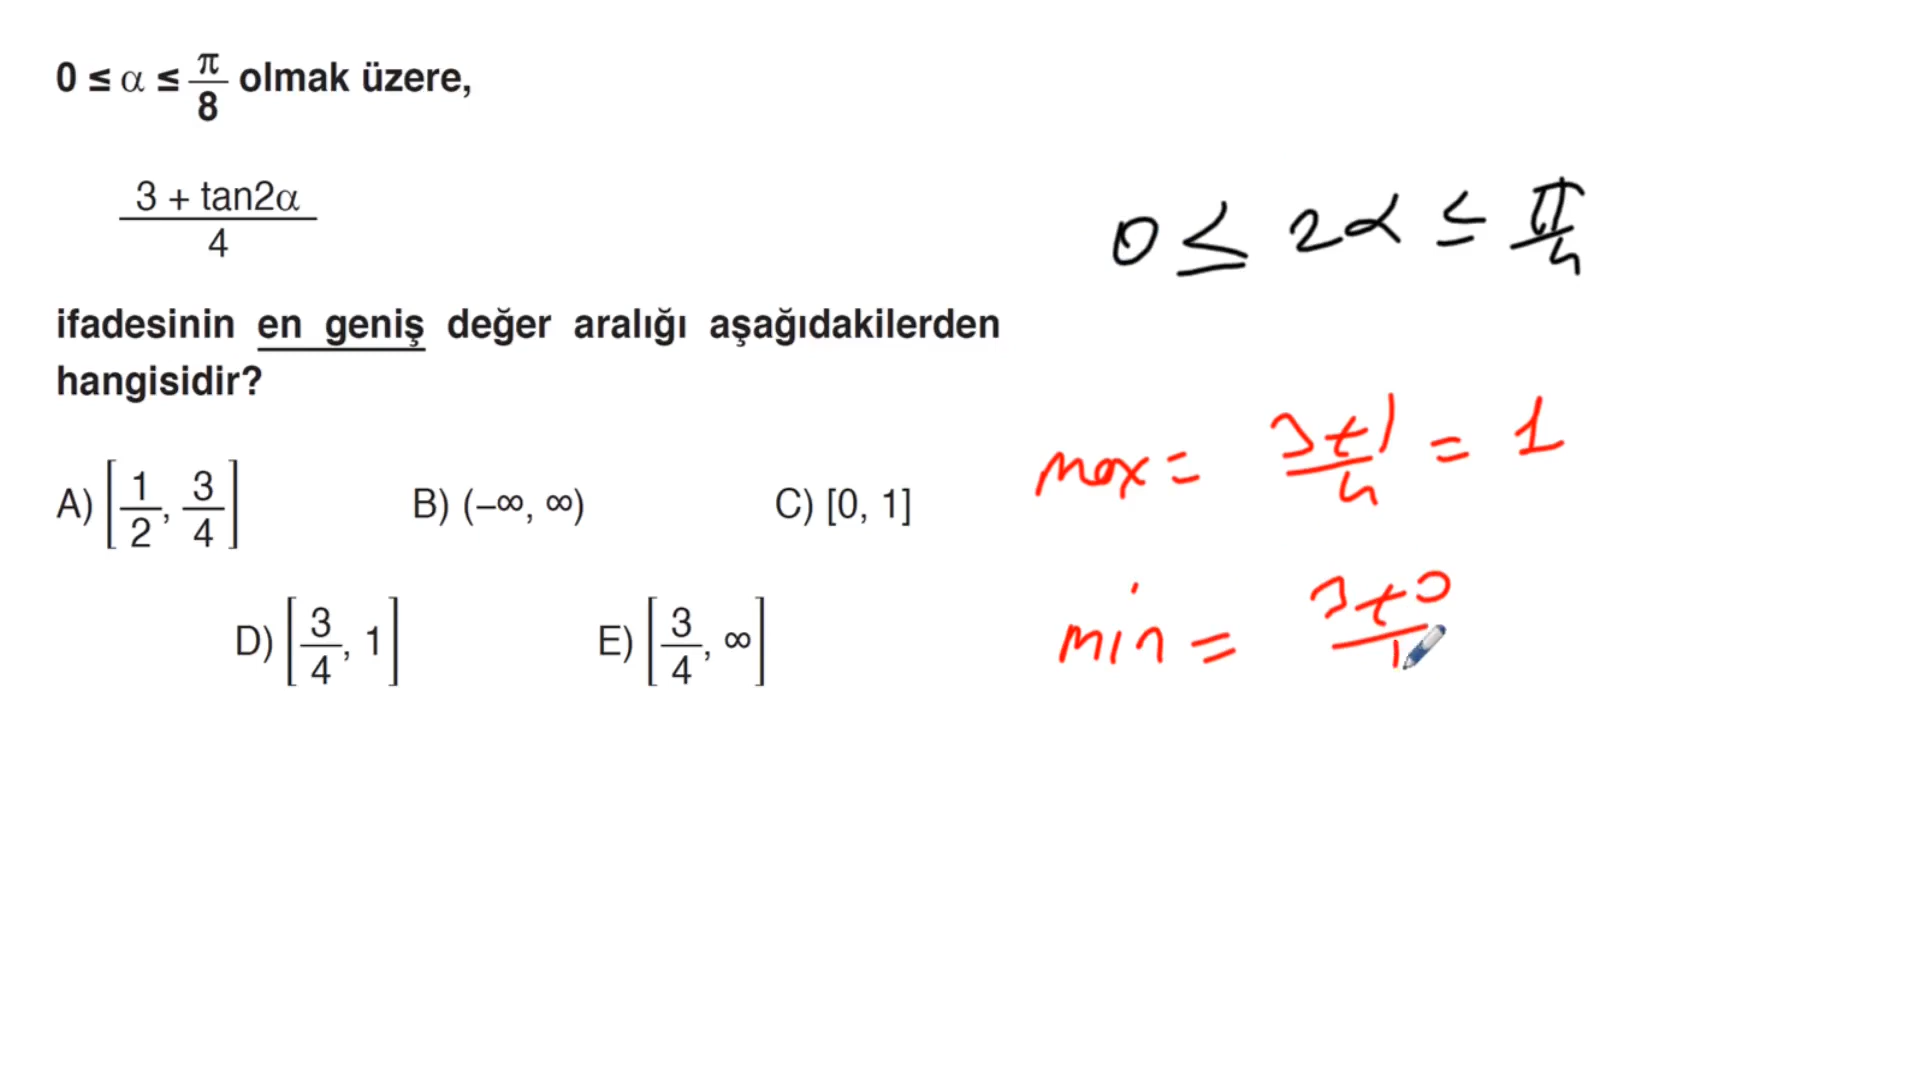 0 ≤ α ≤ π/8 olmak üzere,
3 + tan2α / 4
ifadesinin en geniş değer aralığı aşağıdakilerden
hangisidir?
A) [1/2, 3/4] B) (–∞, ∞) C) [0, 1]
D) [3/4, 1] E) [3/4, ∞]
0 ≤ 2α ≤ π/4
max = 3+1/4 = 1
min = 3+0/